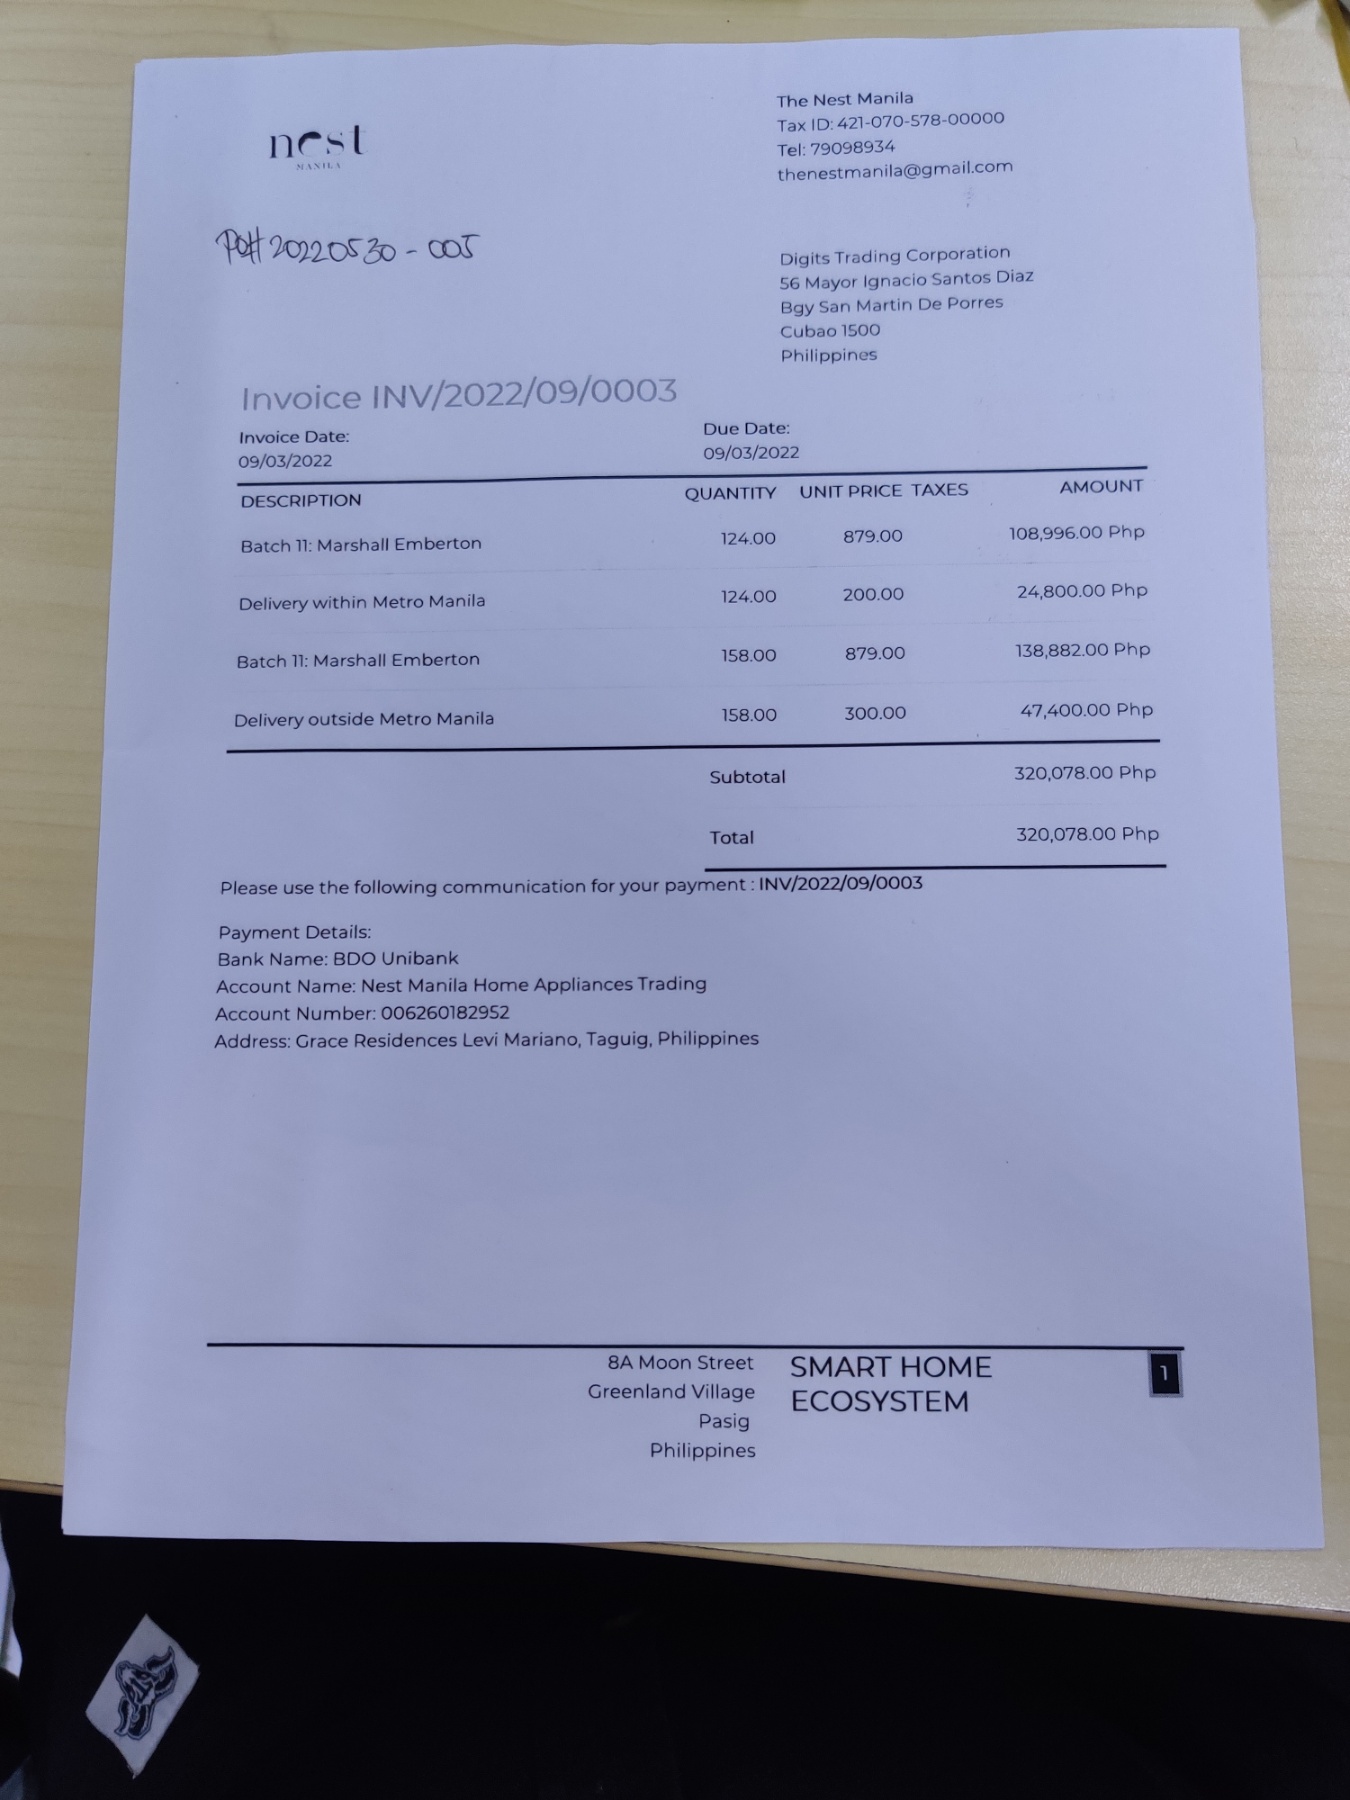 nest
MANILA
The Nest Manila
Tax ID: 421-070-578-00000
Tel: 79098934
thenestmanila@gmail.com
PO# 20220530-005
Digits Trading Corporation
56 Mayor Ignacio Santos Diaz
Bgy San Martin De Porres
Cubao 1500
Philippines
Invoice INV/2022/09/0003
Invoice Date: Due Date:
09/03/2022 09/03/2022
DESCRIPTION QUANTITY UNIT PRICE TAXES AMOUNT
Batch 11: Marshall Emberton 124.00 879.00 108,996.00 Php
Delivery within Metro Manila 124.00 200.00 24,800.00 Php
Batch 11: Marshall Emberton 158.00 879.00 138,882.00 Php
Delivery outside Metro Manila 158.00 300.00 47,400.00 Php
Subtotal 320,078.00 Php
Total 320,078.00 Php
Please use the following communication for your payment : INV/2022/09/0003
Payment Details:
Bank Name: BDO Unibank
Account Name: Nest Manila Home Appliances Trading
Account Number: 006260182952
Address: Grace Residences Levi Mariano, Taguig, Philippines
8A Moon Street
Greenland Village
Pasig
Philippines
SMART HOME
ECOSYSTEM
1